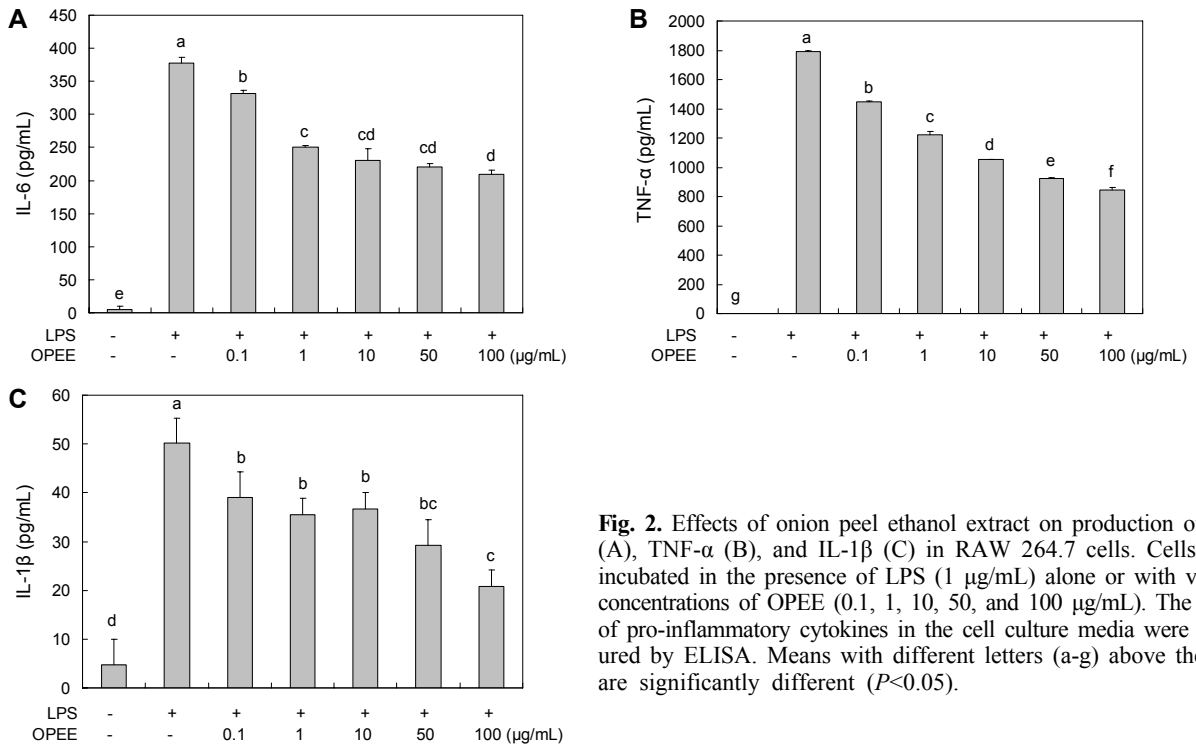 A
IL-6 (pg/mL)
450
400
350
300
250
200
150
100
50
0
e
a
b
c
cd
cd
d
LPS - + + + + + +
OPEE - - 0.1 1 10 50 100 (μg/mL)
B
TNF-α (pg/mL)
2000
1800
1600
1400
1200
1000
800
600
400
200
0
g
a
b
c
d
e
f
LPS - + + + + + +
OPEE - - 0.1 1 10 50 100 (μg/mL)
C
IL-1β (pg/mL)
60
50
40
30
20
10
0
d
a
b
b
b
bc
c
LPS - + + + + + +
OPEE - - 0.1 1 10 50 100 (μg/mL)
Fig. 2. Effects of onion peel ethanol extract on production o
(A), TNF-α (B), and IL-1β (C) in RAW 264.7 cells. Cells
incubated in the presence of LPS (1 μg/mL) alone or with v
concentrations of OPEE (0.1, 1, 10, 50, and 100 μg/mL). The
of pro-inflammatory cytokines in the cell culture media were
ured by ELISA. Means with different letters (a-g) above the
are significantly different (P<0.05).